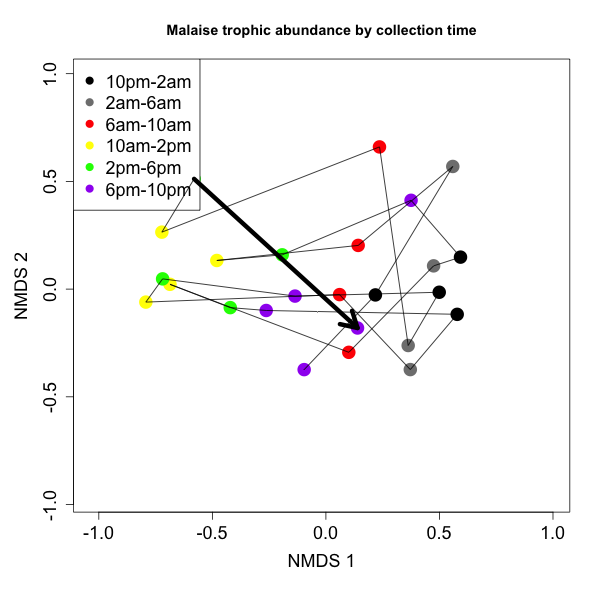 Malaise trophic abundance by collection time
10pm-2am
2am-6am
6am-10am
10am-2pm
2pm-6pm
6pm-10pm
1.0
0.5
0.0
-0.5
-1.0
NMDS 2
-1.0 -0.5 0.0 0.5 1.0
NMDS 1